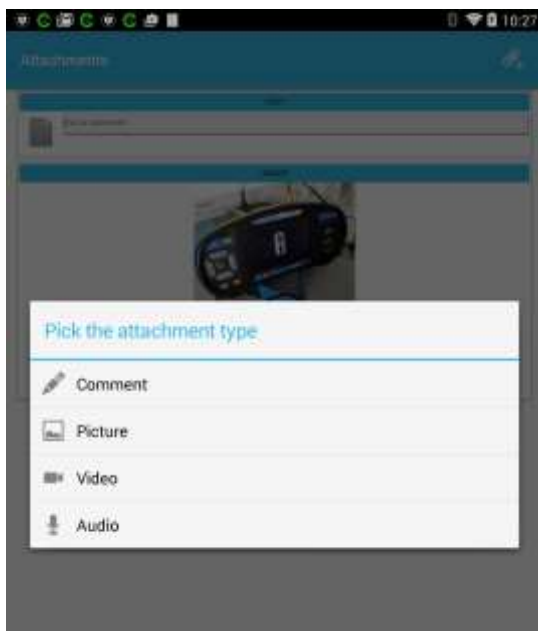 10:27
Attachments
Pick the attachment type
Comment
Picture
Video
Audio